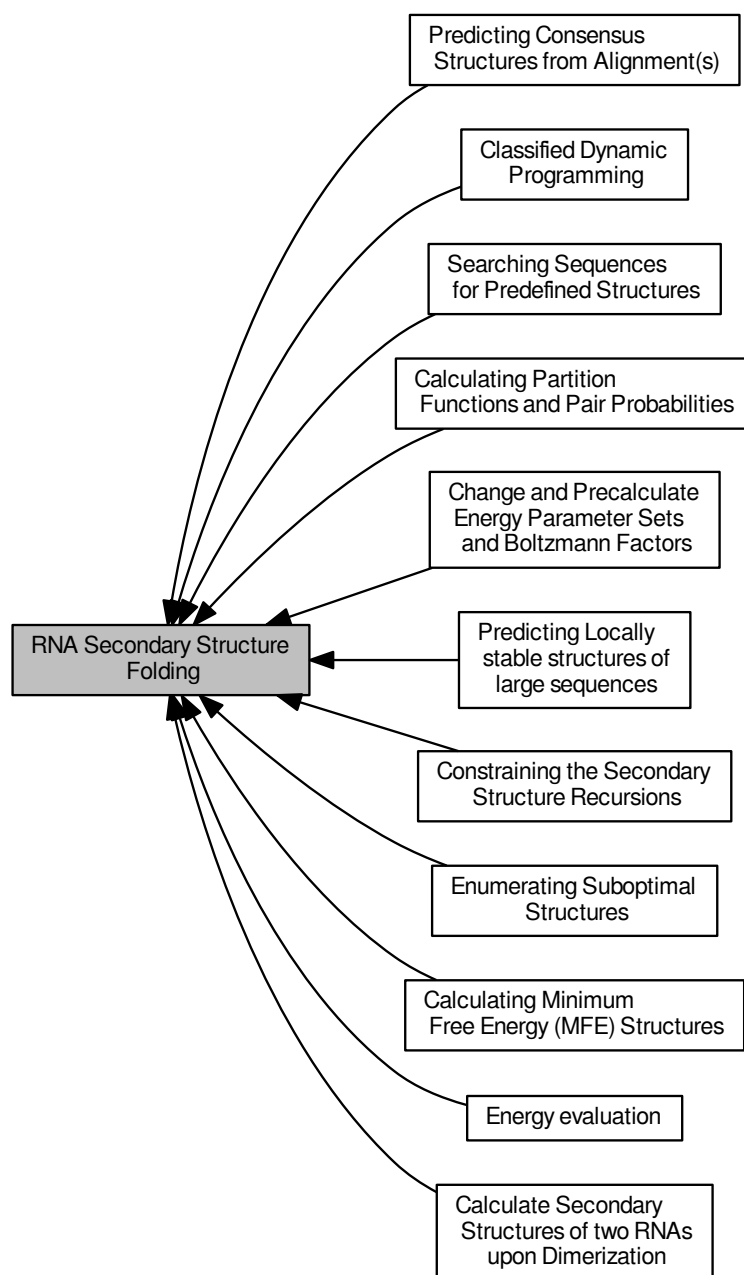 Predicting Consensus
Structures from Alignment(s)
Classified Dynamic
Programming
Searching Sequences
for Predefined Structures
Calculating Partition
Functions and Pair Probabilities
Change and Precalculate
Energy Parameter Sets
and Boltzmann Factors
RNA Secondary Structure
Folding
Predicting Locally
stable structures of
large sequences
Constraining the Secondary
Structure Recursions
Enumerating Suboptimal
Structures
Calculating Minimum
Free Energy (MFE) Structures
Energy evaluation
Calculate Secondary
Structures of two RNAs
upon Dimerization